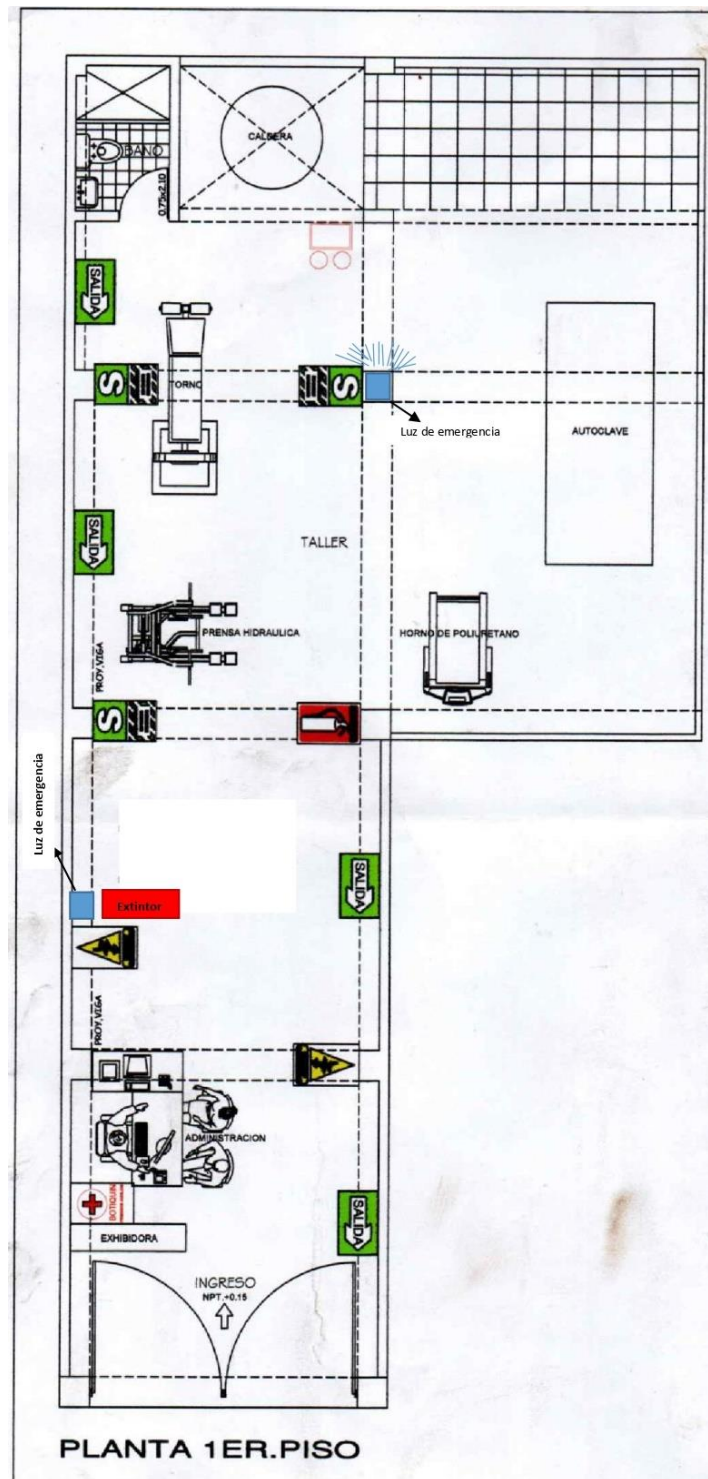 CALDERA
BAÑO
0.75x2.10
SALIDA
S
TORNO
S
Luz de emergencia
AUTOCLAVE
SALIDA
TALLER
PRENSA HIDRAULICA
HORNO DE POLIURETANO
PROY.VIGA
S
Luz de emergencia
Extintor
SALIDA
PROY.VIGA
ADMINISTRACION
BOTIQUIN
SALIDA
EXHIBIDORA
INGRESO
NPT.+0.15
PLANTA 1ER.PISO